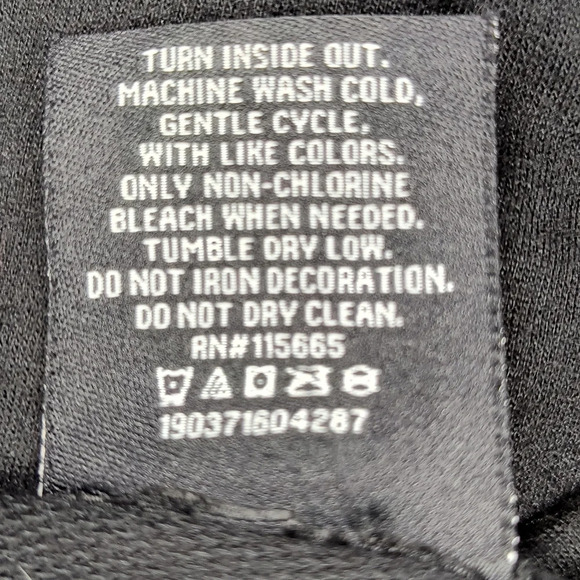 TURN INSIDE OUT.
MACHINE WASH COLD,
GENTLE CYCLE,
WITH LIKE COLORS.
ONLY NON-CHLORINE
BLEACH WHEN NEEDED.
TUMBLE DRY LOW.
DO NOT IRON DECORATION.
DO NOT DRY CLEAN.
RN#115665
190371604287